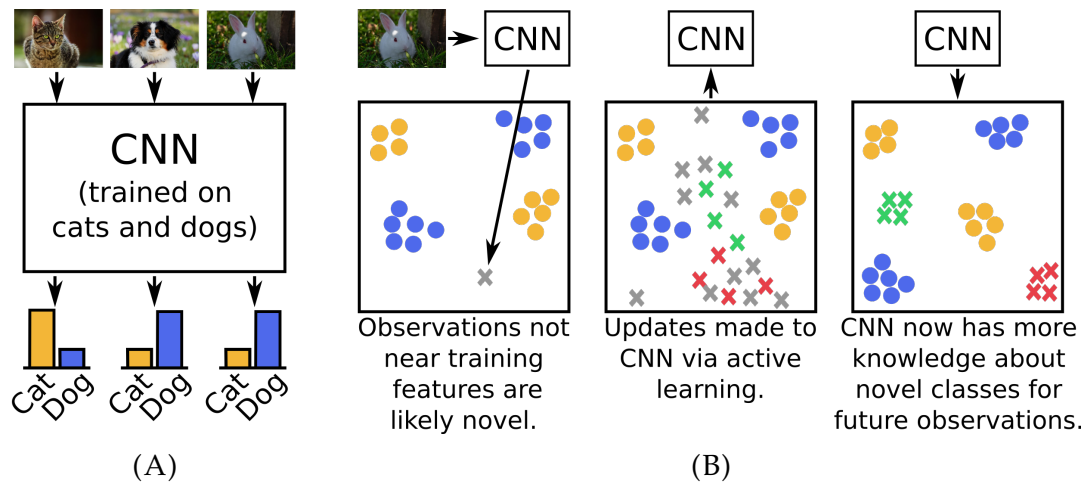 CNN
(trained on
cats and dogs)
Cat
Dog
Cat
Dog
Cat
Dog
(A)
CNN
Observations not
near training
features are
likely novel.
CNN
Updates made to
CNN via active
learning.
CNN
CNN now has more
knowledge about
novel classes for
future observations.
(B)